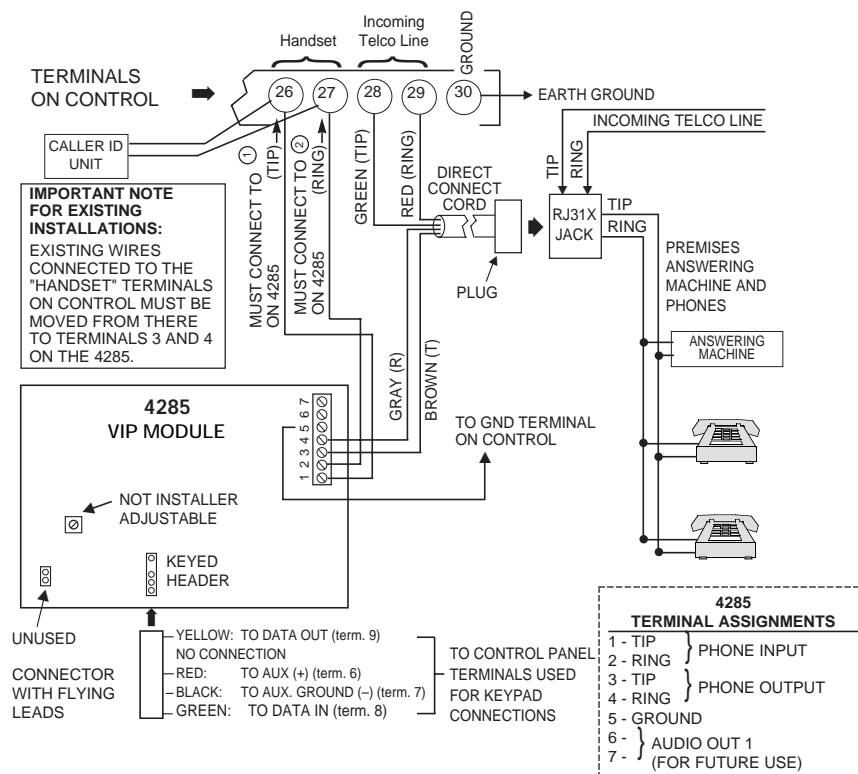 Handset
Incoming
Telco Line
GROUND
TERMINALS
ON CONTROL
26
27
28
29
30
EARTH GROUND
INCOMING TELCO LINE
CALLER ID
UNIT
MUST CONNECT TO 1
(TIP)
ON 4285
MUST CONNECT TO 2
(RING)
ON 4285
GREEN (TIP)
RED (RING)
DIRECT
CONNECT
CORD
TIP
RING
RJ31X
JACK
TIP
RING
PLUG
IMPORTANT NOTE
FOR EXISTING
INSTALLATIONS:
EXISTING WIRES
CONNECTED TO THE
"HANDSET" TERMINALS
ON CONTROL MUST BE
MOVED FROM THERE
TO TERMINALS 3 AND 4
ON THE 4285.
PREMISES
ANSWERING
MACHINE AND
PHONES
ANSWERING
MACHINE
GRAY (R)
BROWN (T)
4285
VIP MODULE
1 2 3 4 5 6 7
TO GND TERMINAL
ON CONTROL
NOT INSTALLER
ADJUSTABLE
KEYED
HEADER
UNUSED
CONNECTOR
WITH FLYING
LEADS
YELLOW: TO DATA OUT (term. 9)
NO CONNECTION
RED: TO AUX (+) (term. 6)
BLACK: TO AUX. GROUND (–) (term. 7)
GREEN: TO DATA IN (term. 8)
TO CONTROL PANEL
TERMINALS USED
FOR KEYPAD
CONNECTIONS
4285
TERMINAL ASSIGNMENTS
1 - TIP
2 - RING
PHONE INPUT
3 - TIP
4 - RING
PHONE OUTPUT
5 - GROUND
6 -
7 -
AUDIO OUT 1
(FOR FUTURE USE)